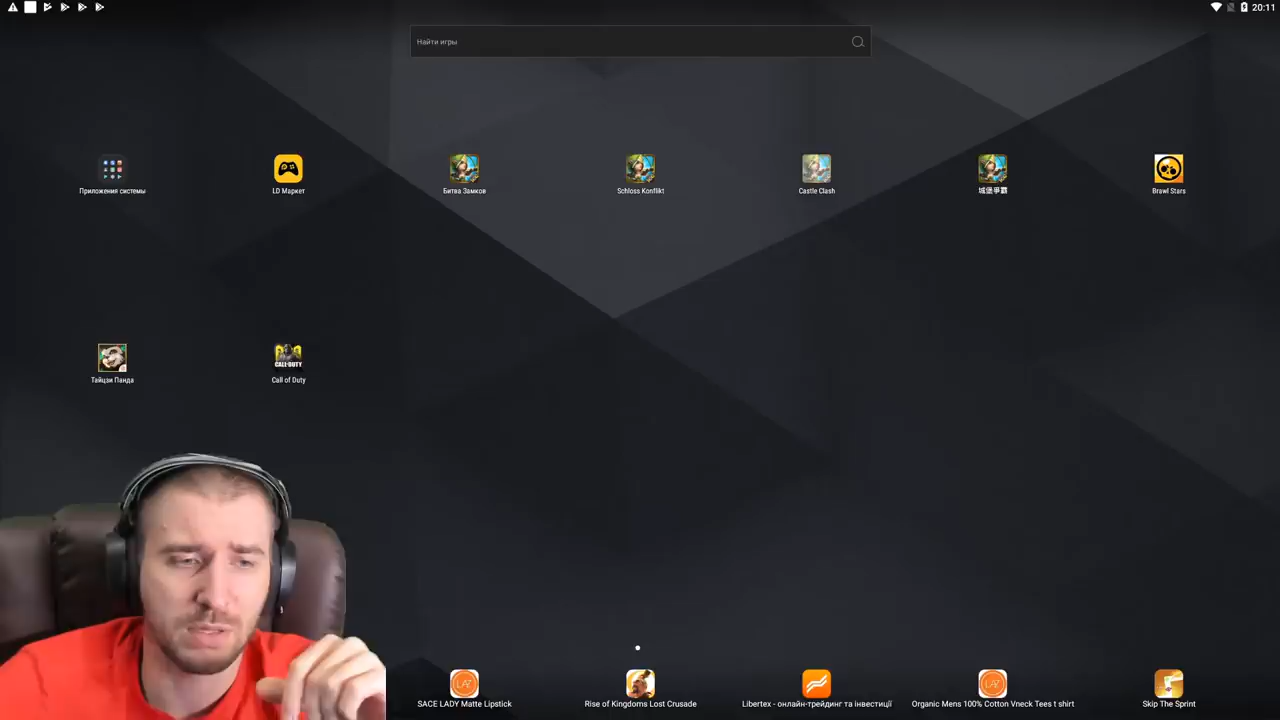 20:11
Найти игры
Приложения системы
LD Маркет
Битва Замков
Schloss Konflikt
Castle Clash
城堡爭霸
Brawl Stars
Тайцзи Панда
CALL·DUTY
Call of Duty
SACE LADY Matte Lipstick
Rise of Kingdoms Lost Crusade
Libertex - онлайн-трейдинг та інвестиції
Organic Mens 100% Cotton Vneck Tees t shirt
Skip The Sprint